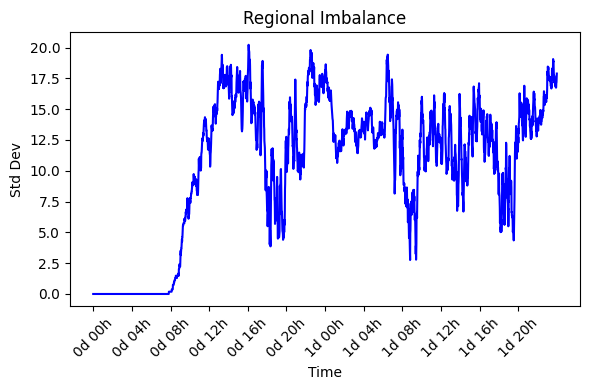 Regional Imbalance
Std Dev
20.0
17.5
15.0
12.5
10.0
7.5
5.0
2.5
0.0
0d 00h
0d 04h
0d 08h
0d 12h
0d 16h
0d 20h
1d 00h
1d 04h
1d 08h
1d 12h
1d 16h
1d 20h
Time